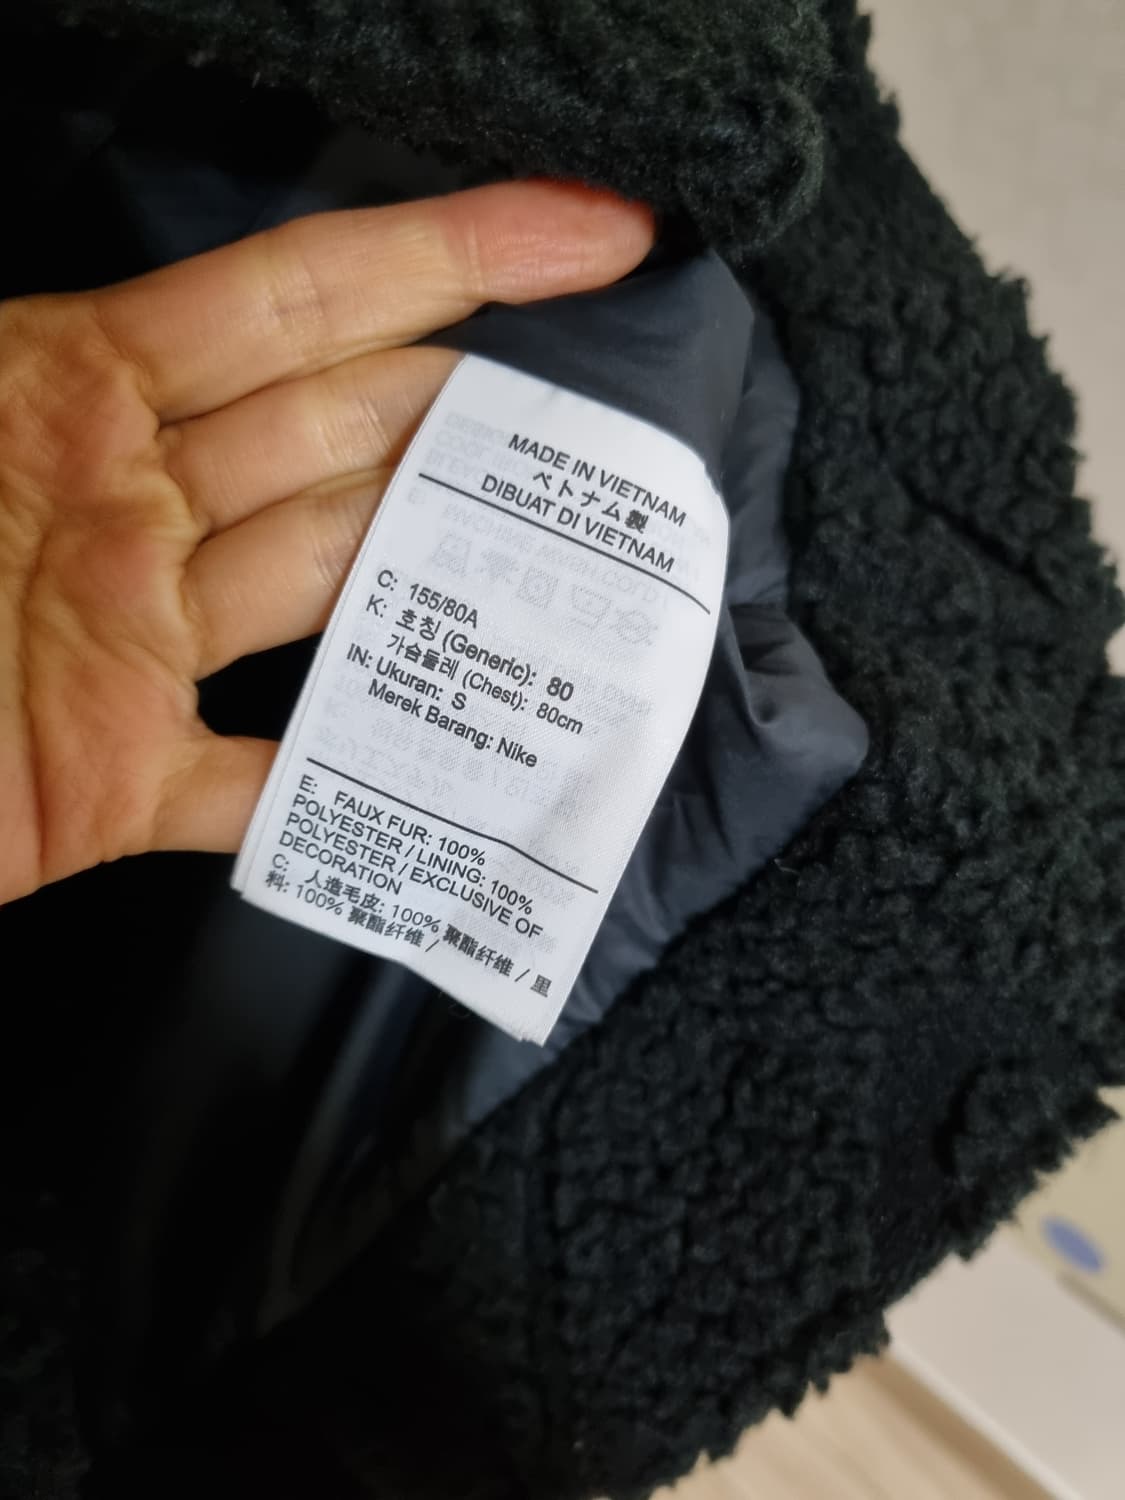 MADE IN VIETNAM
ベトナム製
DIBUAT DI VIETNAM
C: 155/80A
K: 호칭 (Generic): 80
가슴둘레 (Chest): 80cm
IN: Ukuran: S
Merek Barang: Nike
E: FAUX FUR: 100%
POLYESTER / LINING: 100%
POLYESTER / EXCLUSIVE OF
DECORATION
C: 人造毛皮: 100% 聚酯纤维 / 里
料: 100% 聚酯纤维 /